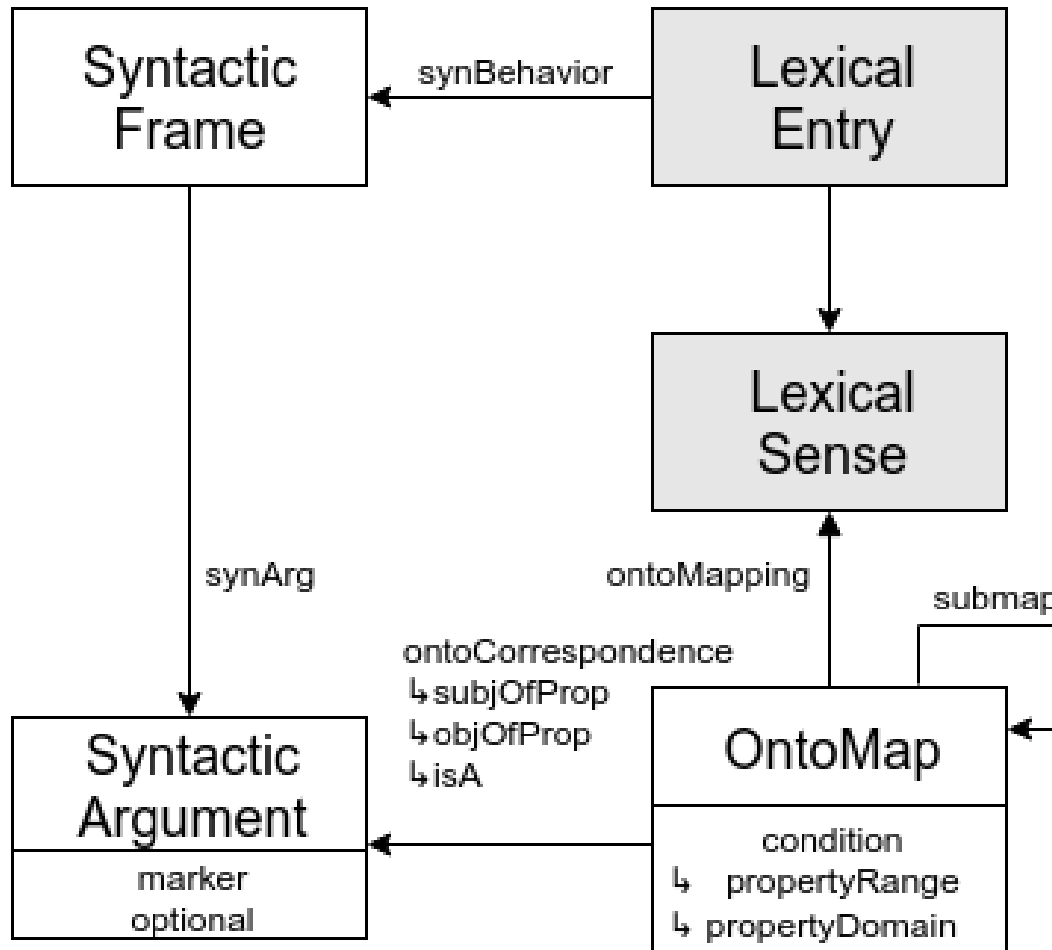 Syntactic
Frame
synBehavior
Lexical
Entry
Lexical
Sense
synArg
ontoMapping
submap
ontoCorrespondence
↳subjOfProp
↳objOfProp
↳isA
Syntactic
Argument
marker
optional
OntoMap
condition
↳ propertyRange
↳ propertyDomain